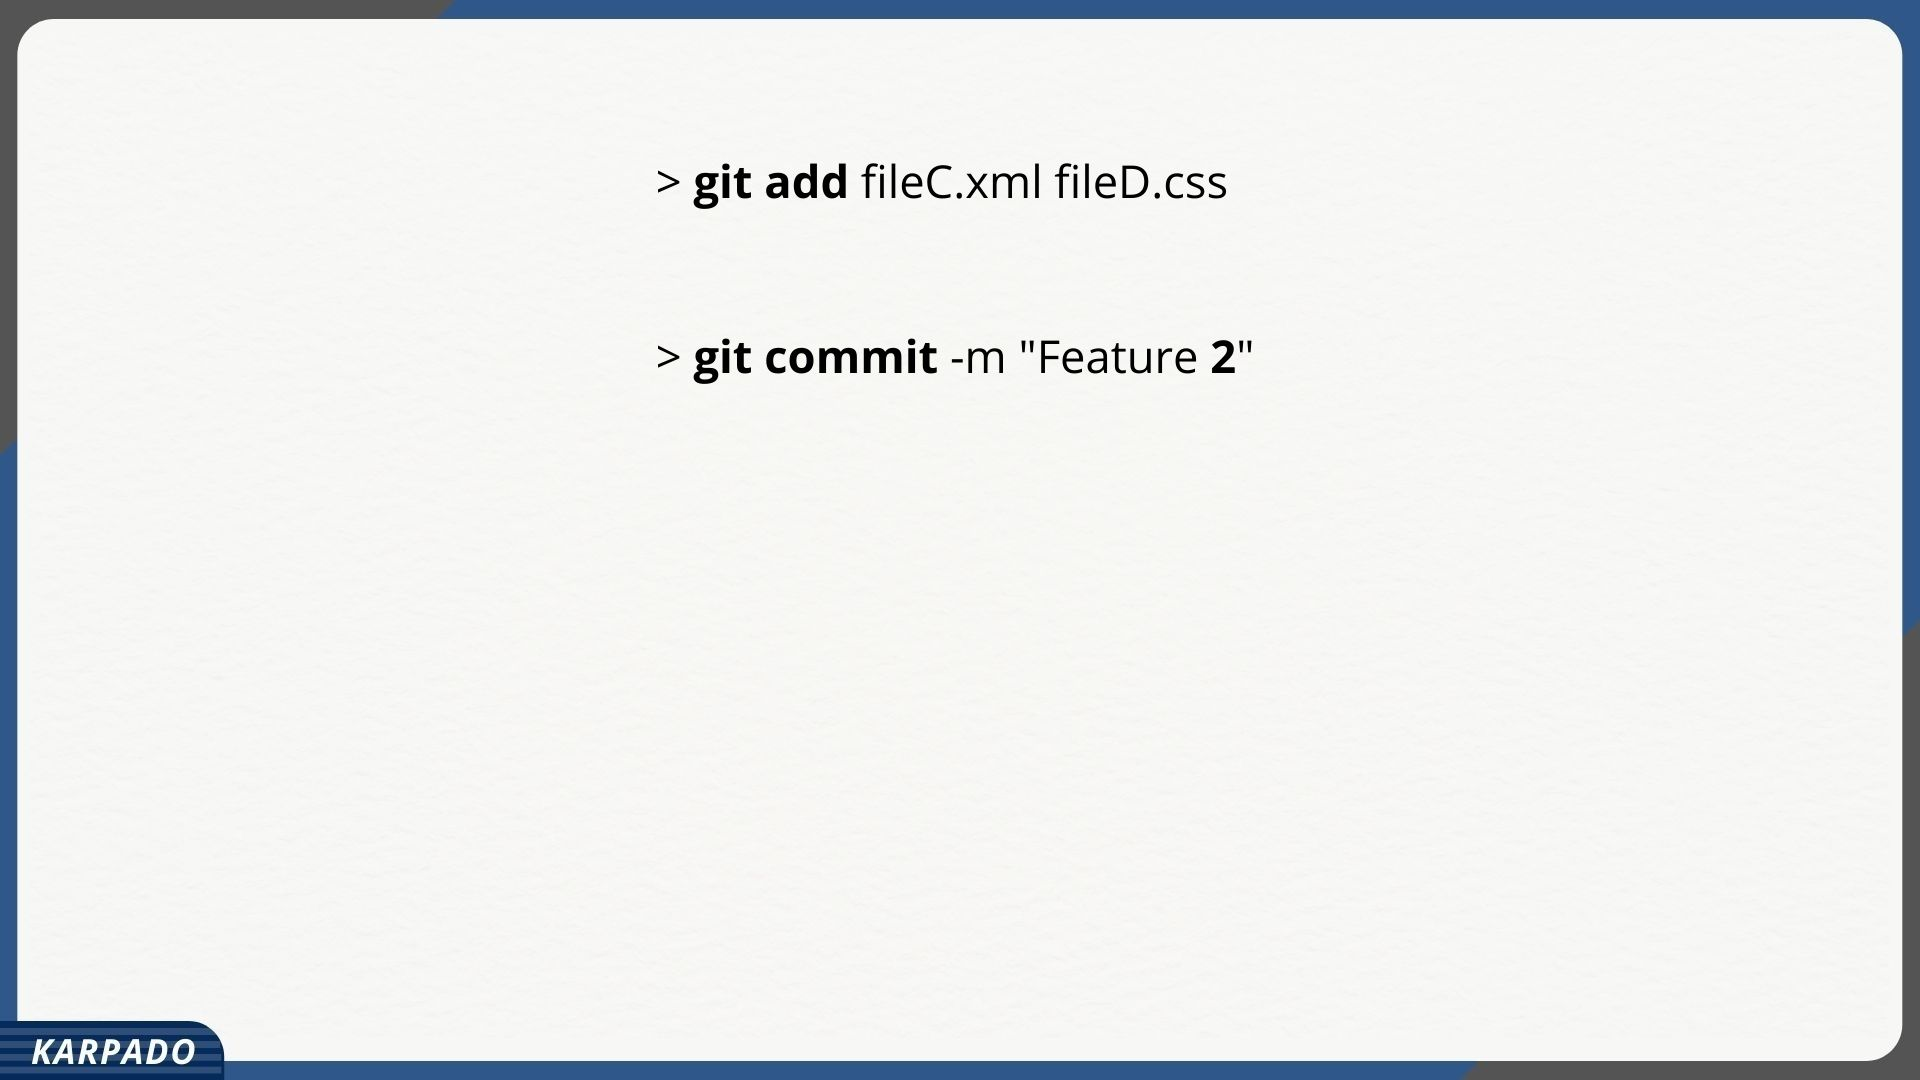 > git add fileC.xml fileD.css
> git commit -m "Feature 2"
KARPADO